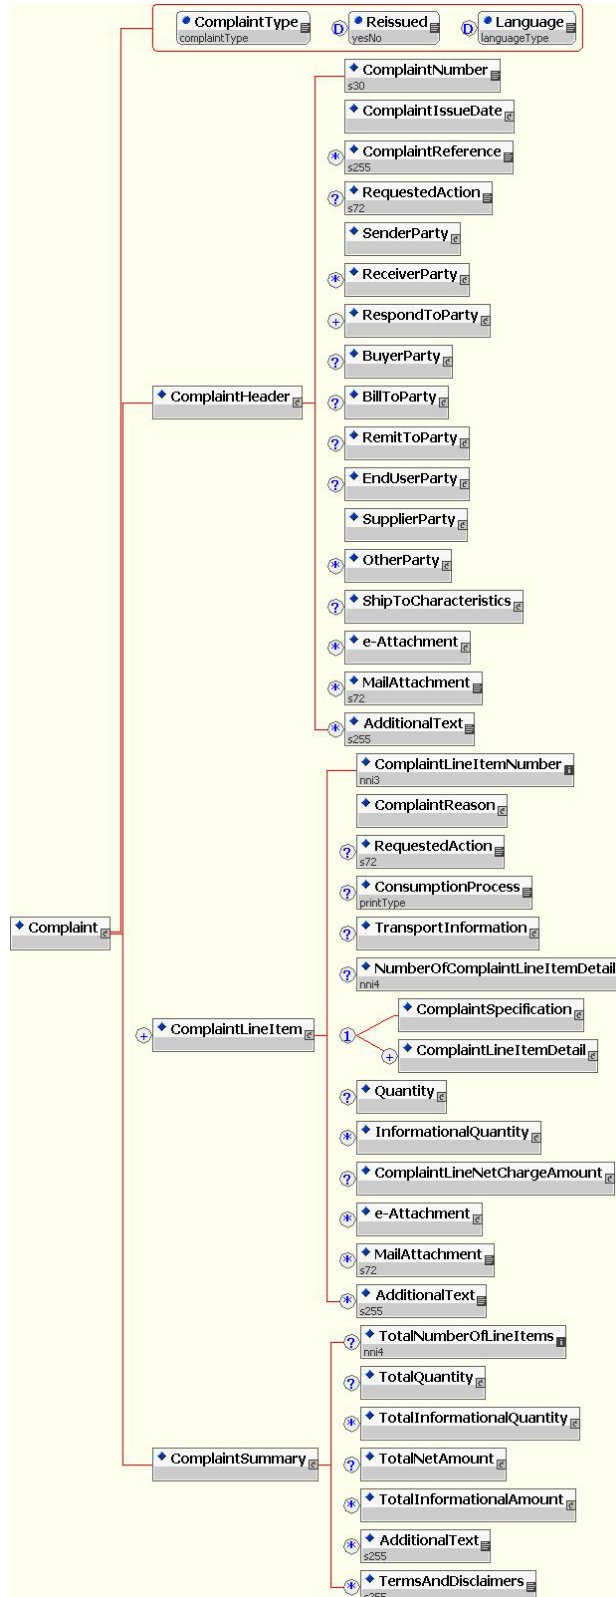 ComplaintType
complaintType
D
Reissued
yesNo
D
Language
languageType
ComplaintNumber
s30
ComplaintIssueDate
*
ComplaintReference
s255
?
RequestedAction
s72
SenderParty
*
ReceiverParty
+
RespondToParty
?
BuyerParty
ComplaintHeader
?
BillToParty
?
RemitToParty
?
EndUserParty
SupplierParty
*
OtherParty
?
ShipToCharacteristics
*
e-Attachment
*
MailAttachment
s72
*
AdditionalText
s255
ComplaintLineItemNumber
nni3
ComplaintReason
?
RequestedAction
s72
?
ConsumptionProcess
printType
Complaint
?
TransportInformation
?
NumberOfComplaintLineItemDetail
nni4
ComplaintSpecification
+
ComplaintLineItem
1
+
ComplaintLineItemDetail
?
Quantity
*
InformationalQuantity
?
ComplaintLineNetChargeAmount
*
e-Attachment
*
MailAttachment
s72
*
AdditionalText
s255
?
TotalNumberOfLineItems
nni4
?
TotalQuantity
*
TotalInformationalQuantity
ComplaintSummary
?
TotalNetAmount
*
TotalInformationalAmount
*
AdditionalText
s255
*
TermsAndDisclaimers
s255